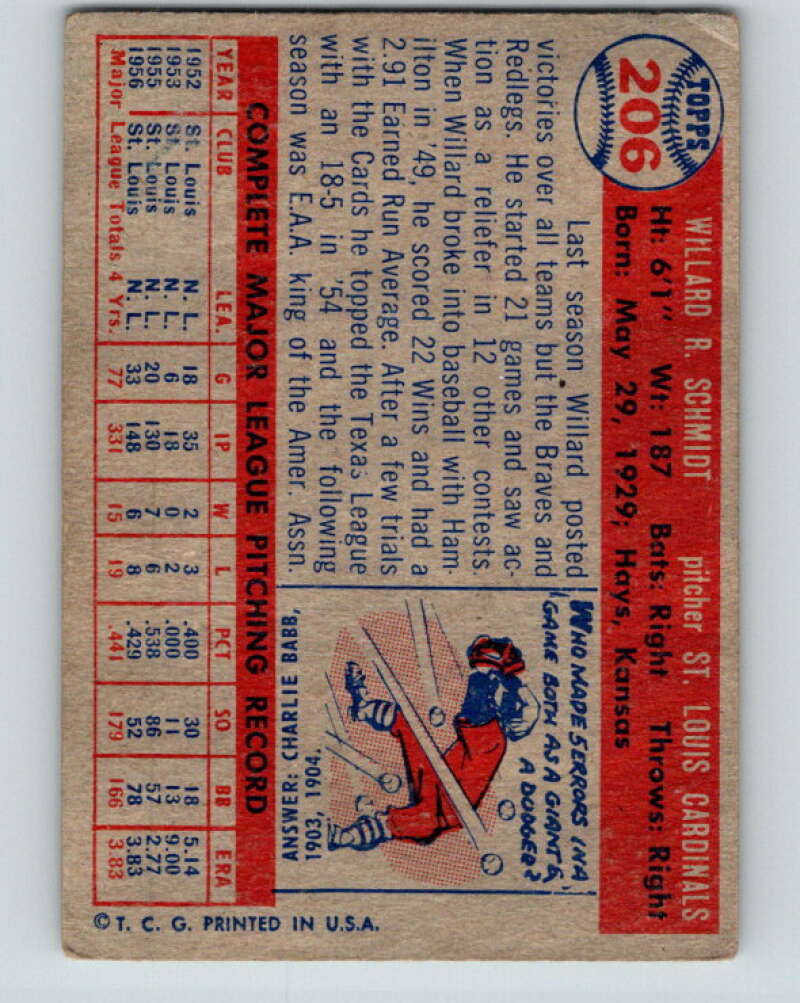 TOPPS
206
WILLARD R. SCHMIDT pitcher ST. LOUIS CARDINALS
Ht: 6'1" Wt: 187 Bats: Right Throws: Right
Born: May 29, 1929; Hays, Kansas
Last season Willard posted
victories over all teams but the Braves and
Redlegs. He started 21 games and saw ac-
tion as a reliefer in 12 other contests.
When Willard broke into baseball with Ham-
ilton in '49, he scored 22 Wins and had a
2.91 Earned Run Average. After a few trials
with the Cards he topped the Texas League
with an 18-5 in '54 and the following
season was E.A.A. king of the Amer. Assn.
WHO MADE 5 ERRORS IN A
GAME BOTH AS A GIANT &
A DODGER?
ANSWER: CHARLIE BABB,
1903, 1904.
COMPLETE MAJOR LEAGUE PITCHING RECORD
YEAR CLUB LEA. G IP W L PCT SO BB ERA
1952 St. Louis N. L. 18 35 2 3 .400 30 18 5.14
1953 St. Louis N. L. 6 18 0 2 .000 11 13 9.00
1955 St. Louis N. L. 20 130 7 6 .538 86 57 2.77
1956 St. Louis N. L. 33 148 6 8 .429 52 78 3.83
Major League Totals 4 Yrs. 77 331 15 19 .441 179 166 3.83
© T. C. G. PRINTED IN U.S.A.